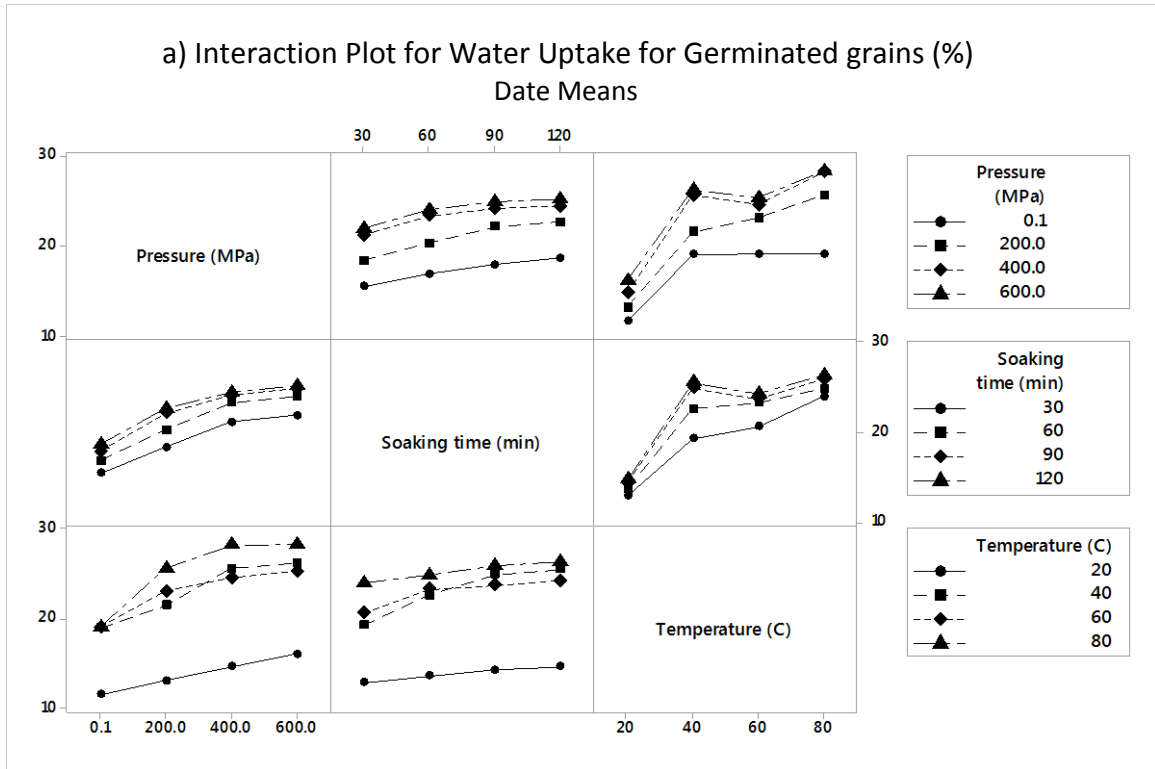 a) Interaction Plot for Water Uptake for Germinated grains (%)
Date Means
30 60 90 120
30
20
10
Pressure (MPa)
Pressure
(MPa)
0.1
200.0
400.0
600.0
Soaking time (min)
30
20
10
Soaking
time (min)
30
60
90
120
30
20
10
Temperature (C)
Temperature (C)
20
40
60
80
0.1 200.0 400.0 600.0
20 40 60 80